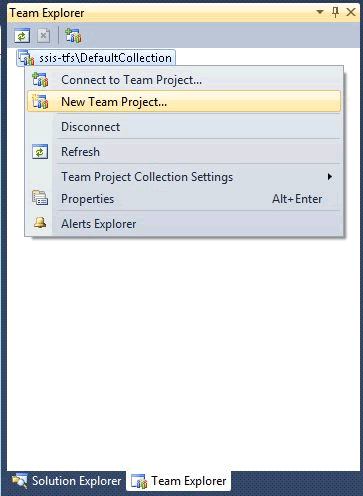 Team Explorer
ssis-tfs\DefaultCollection
Connect to Team Project...
New Team Project...
Disconnect
Refresh
Team Project Collection Settings
Properties Alt+Enter
Alerts Explorer
Solution Explorer Team Explorer